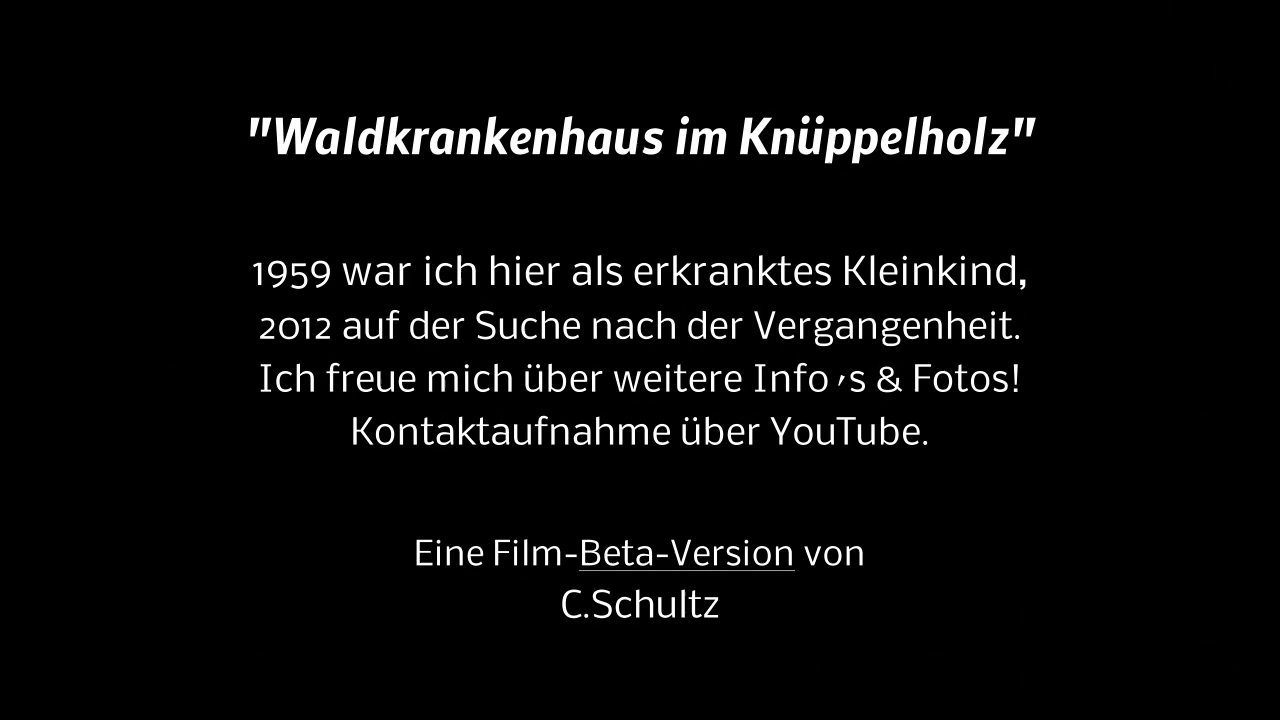 "Waldkrankenhaus im Knüppelholz"
1959 war ich hier als erkranktes Kleinkind,
2012 auf der Suche nach der Vergangenheit.
Ich freue mich über weitere Info ′s & Fotos!
Kontaktaufnahme über YouTube.
Eine Film-Beta-Version von
C.Schultz